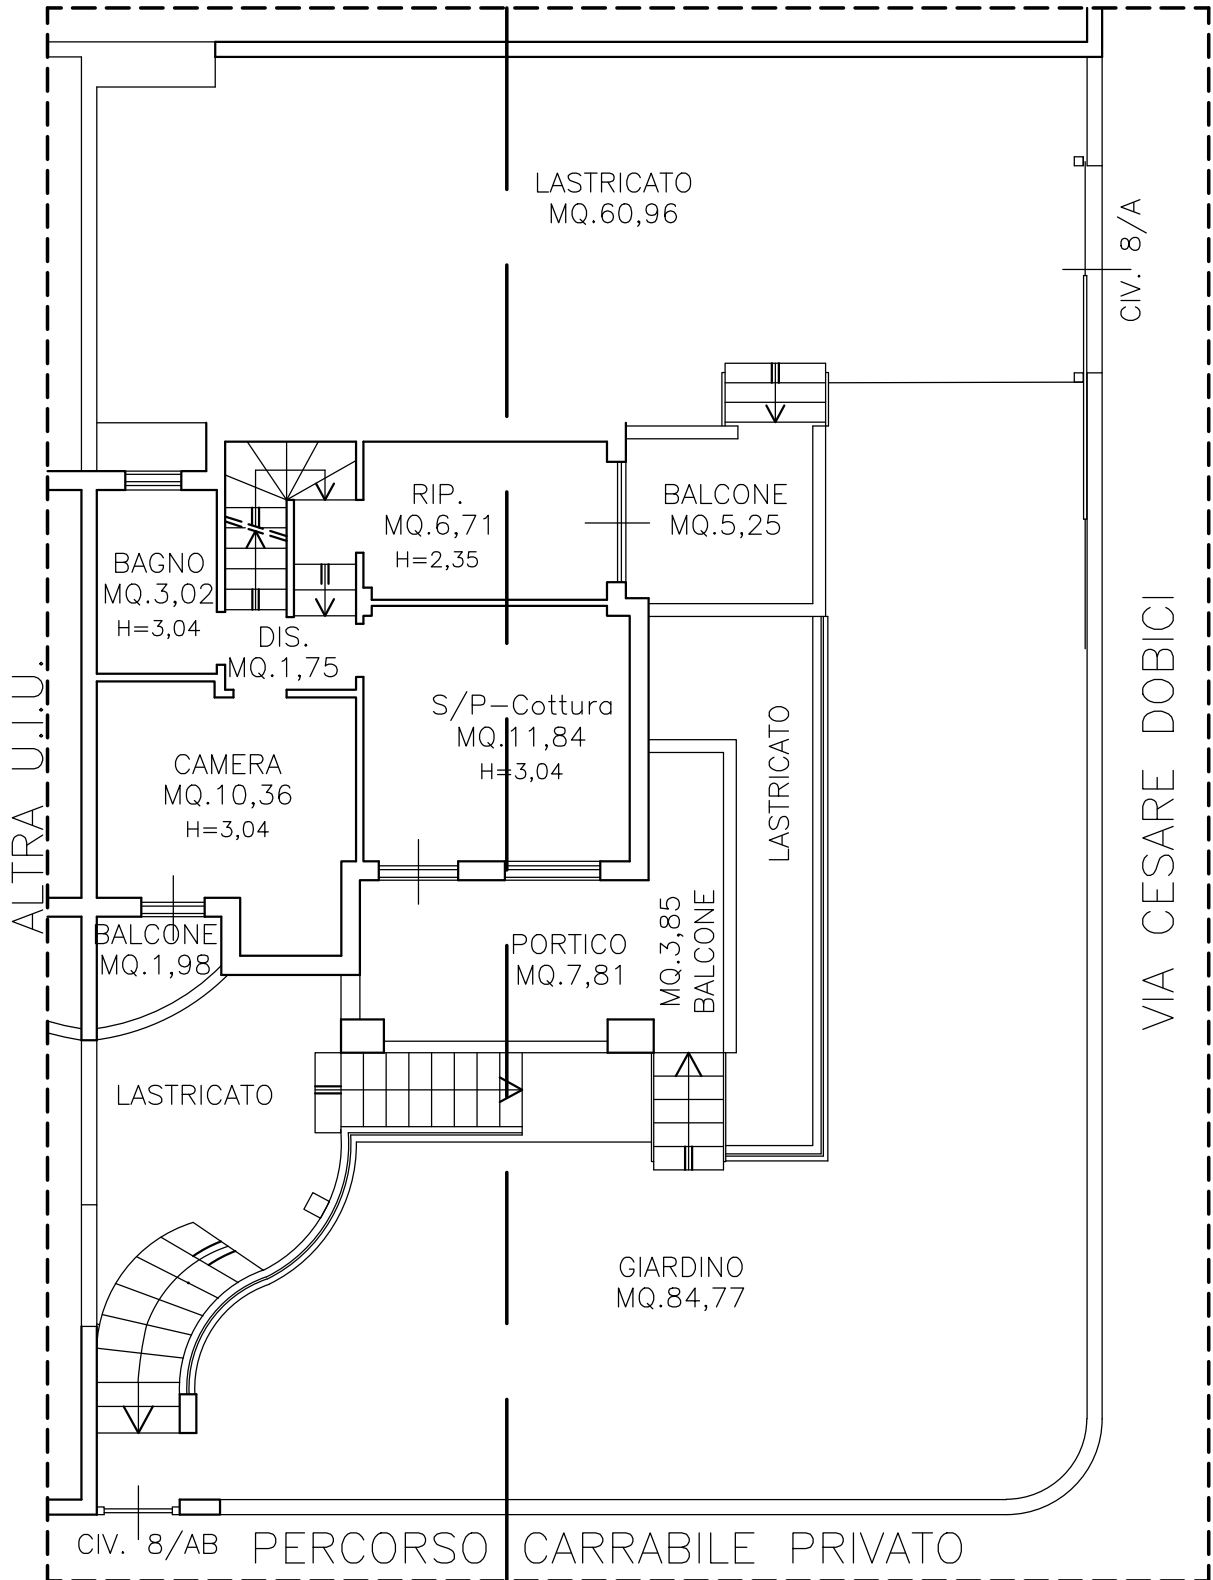 LASTRICATO
MQ.60,96
CIV. 8/A
RIP.
MQ.6,71
H=2,35
BALCONE
MQ.5,25
BAGNO
MQ.3,02
H=3,04
DIS.
MQ.1,75
S/P-Cottura
MQ.11,84
H=3,04
CAMERA
MQ.10,36
H=3,04
LASTRICATO
ALTRA U.I.U.
VIA CESARE DOBICI
BALCONE
MQ.1,98
PORTICO
MQ.7,81
MQ.3,85
BALCONE
LASTRICATO
GIARDINO
MQ.84,77
CIV. 8/AB
PERCORSO CARRABILE PRIVATO